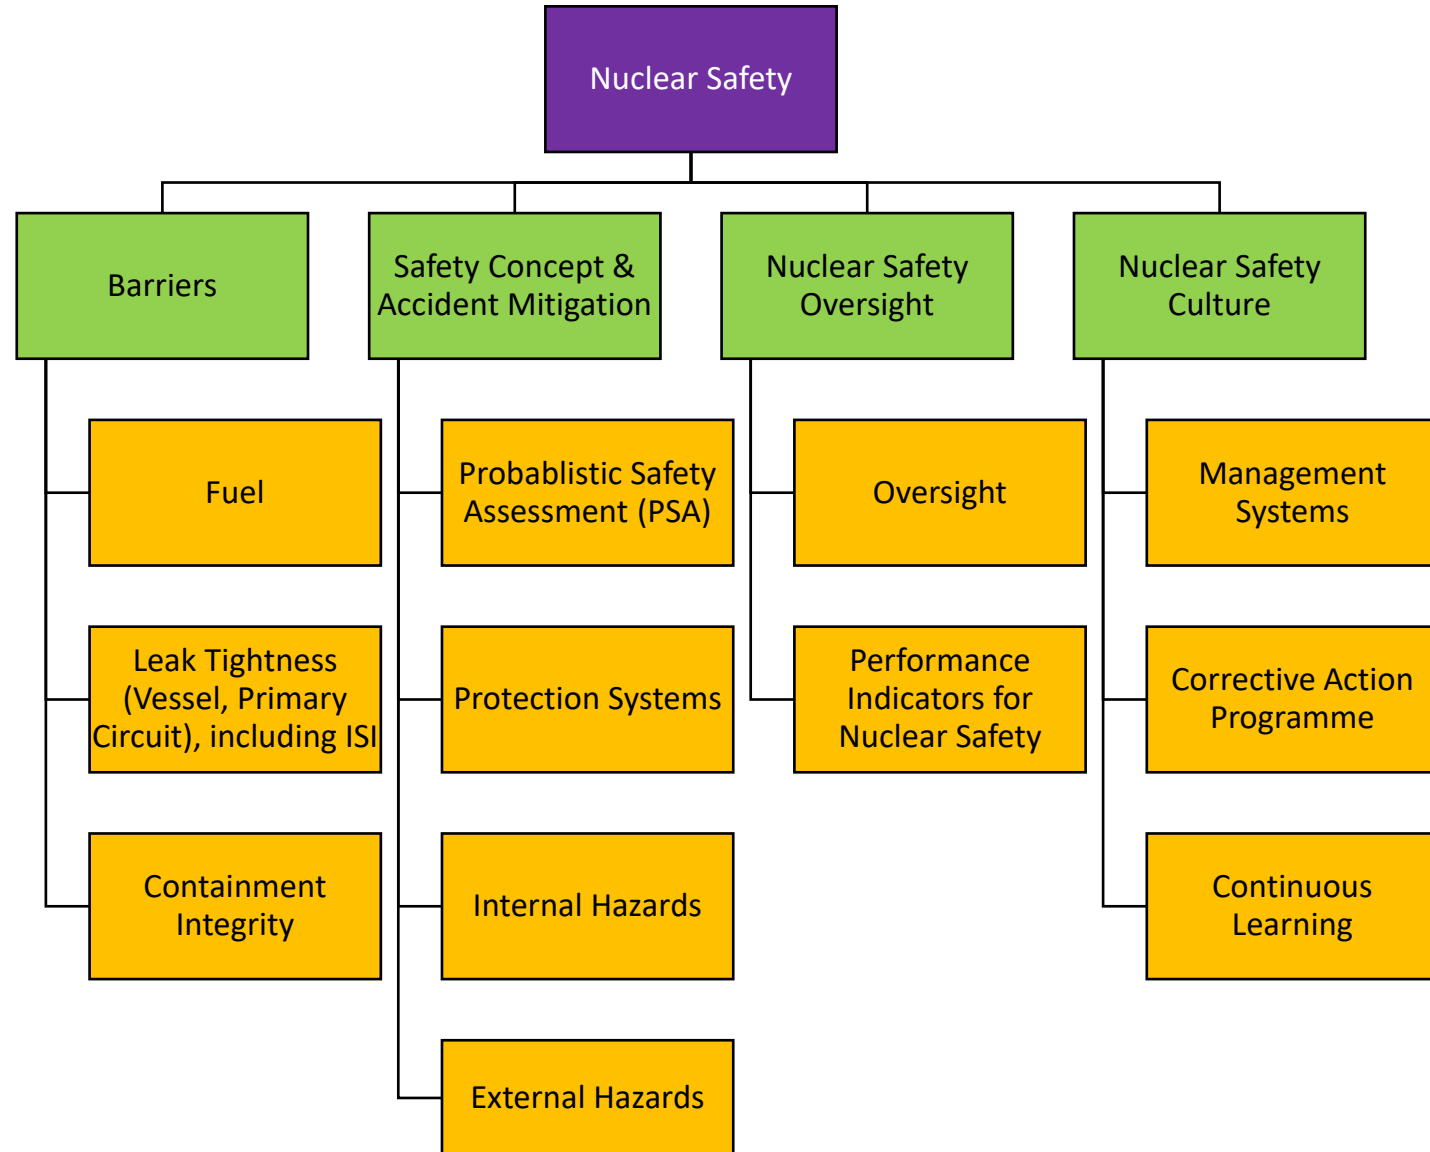 Nuclear Safety
Barriers
Safety Concept &
Accident Mitigation
Nuclear Safety
Oversight
Nuclear Safety
Culture
Fuel
Leak Tightness
(Vessel, Primary
Circuit), including ISI
Containment
Integrity
Probablistic Safety
Assessment (PSA)
Protection Systems
Internal Hazards
External Hazards
Oversight
Performance
Indicators for
Nuclear Safety
Management
Systems
Corrective Action
Programme
Continuous
Learning